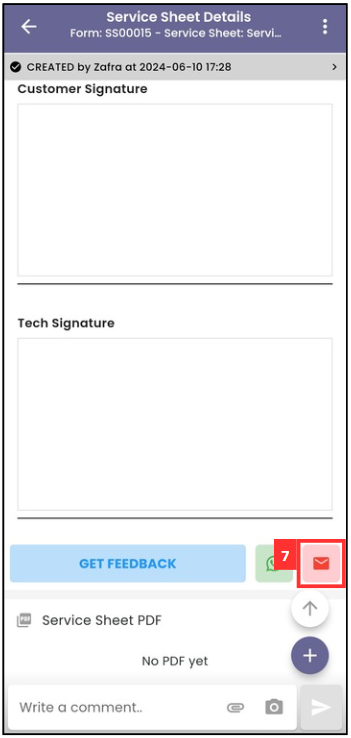 Service Sheet Details
Form: SS00015 - Service Sheet: Servi...
CREATED by Zafra at 2024-06-10 17:28
Customer Signature
Tech Signature
GET FEEDBACK
7
PDF
Service Sheet PDF
No PDF yet
Write a comment..